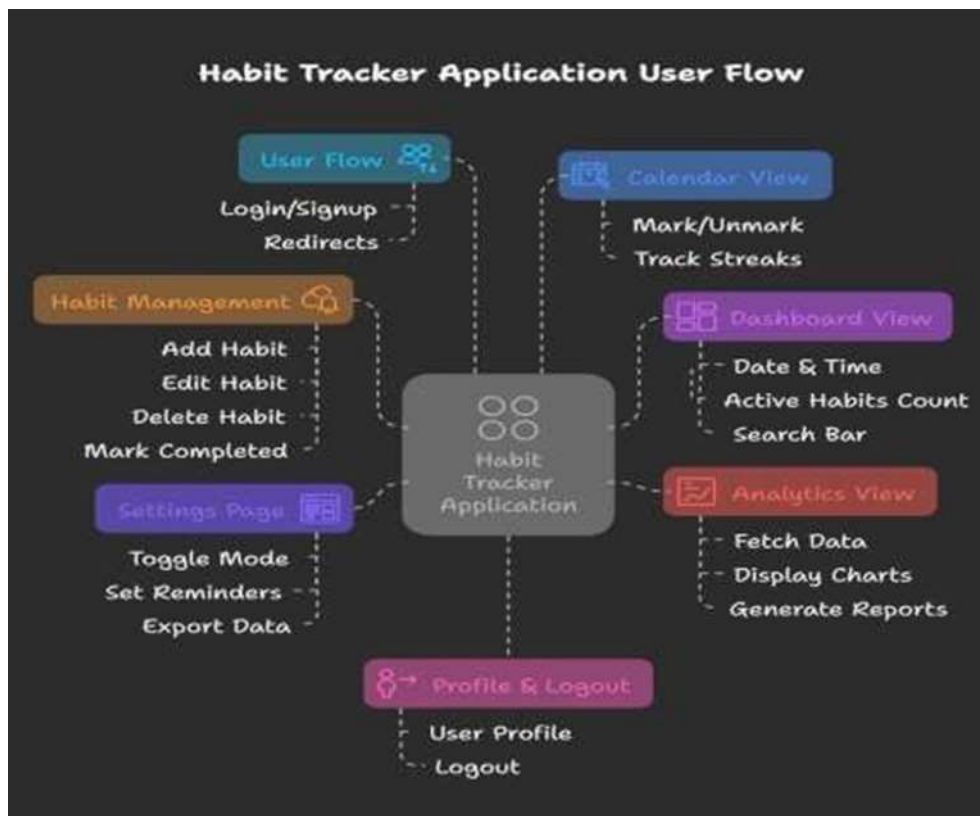 Habit Tracker Application User Flow
User Flow
Login/Signup
Redirects
Calendar View
Mark/Unmark
Track Streaks
Habit Management
Add Habit
Edit Habit
Delete Habit
Mark Completed
Dashboard View
Date & Time
Active Habits Count
Search Bar
Habit
Tracker
Application
Settings Page
Toggle Mode
Set Reminders
Export Data
Analytics View
Fetch Data
Display Charts
Generate Reports
Profile & Logout
User Profile
Logout